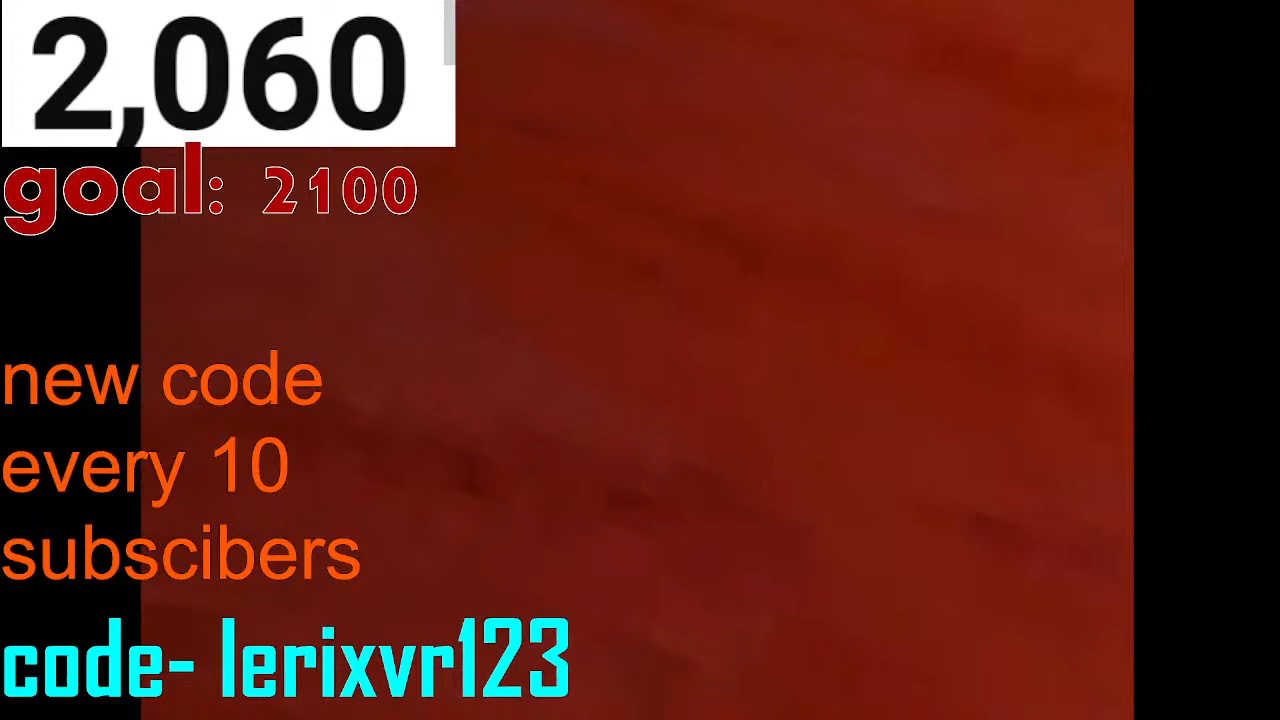 2,060
goal: 2100
new code
every 10
subscibers
code- lerixvr123